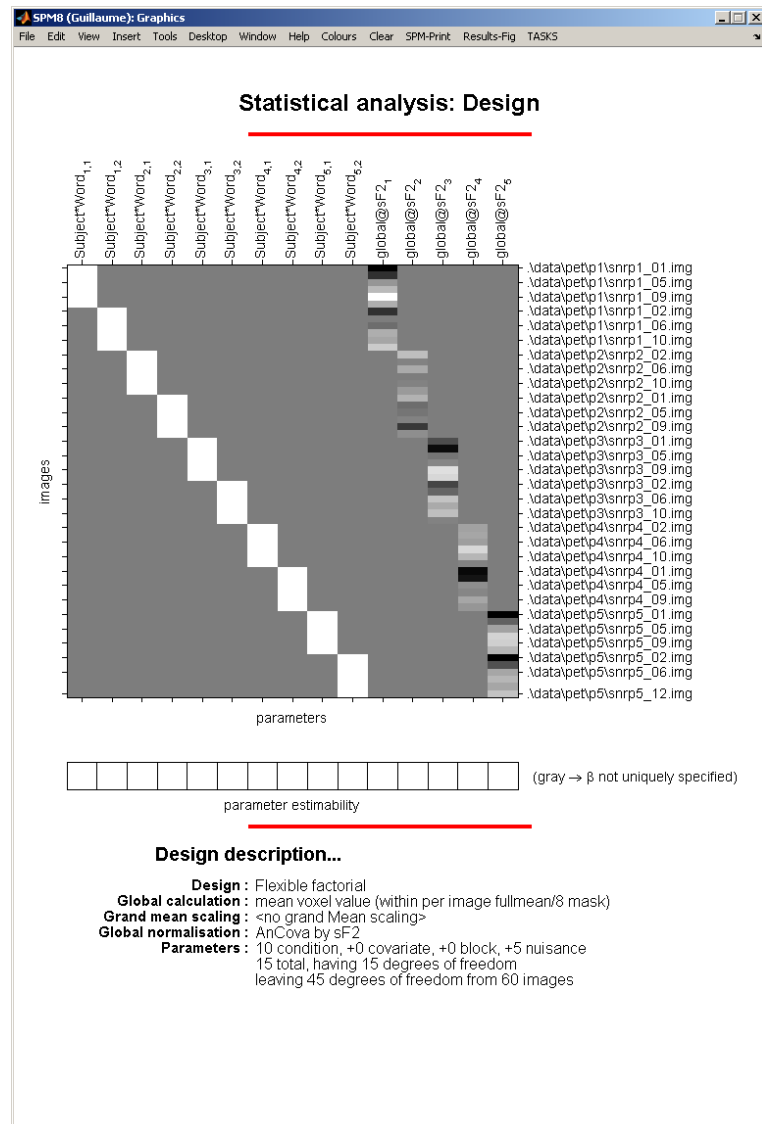 SPM8 (Guillaume): Graphics
File Edit View Insert Tools Desktop Window Help Colours Clear SPM-Print Results-Fig TASKS
Statistical analysis: Design
Subject*Word1,1
Subject*Word1,2
Subject*Word2,1
Subject*Word2,2
Subject*Word3,1
Subject*Word3,2
Subject*Word4,1
Subject*Word4,2
Subject*Word5,1
Subject*Word5,2
global@sF21
global@sF22
global@sF23
global@sF24
global@sF25
images
.\data\pet\p1\snrp1_01.img
.\data\pet\p1\snrp1_05.img
.\data\pet\p1\snrp1_09.img
.\data\pet\p1\snrp1_02.img
.\data\pet\p1\snrp1_06.img
.\data\pet\p1\snrp1_10.img
.\data\pet\p2\snrp2_02.img
.\data\pet\p2\snrp2_06.img
.\data\pet\p2\snrp2_10.img
.\data\pet\p2\snrp2_01.img
.\data\pet\p2\snrp2_05.img
.\data\pet\p2\snrp2_09.img
.\data\pet\p3\snrp3_01.img
.\data\pet\p3\snrp3_05.img
.\data\pet\p3\snrp3_09.img
.\data\pet\p3\snrp3_02.img
.\data\pet\p3\snrp3_06.img
.\data\pet\p3\snrp3_10.img
.\data\pet\p4\snrp4_02.img
.\data\pet\p4\snrp4_06.img
.\data\pet\p4\snrp4_10.img
.\data\pet\p4\snrp4_01.img
.\data\pet\p4\snrp4_05.img
.\data\pet\p4\snrp4_09.img
.\data\pet\p5\snrp5_01.img
.\data\pet\p5\snrp5_05.img
.\data\pet\p5\snrp5_09.img
.\data\pet\p5\snrp5_02.img
.\data\pet\p5\snrp5_06.img
.\data\pet\p5\snrp5_12.img
parameters
(gray → β not uniquely specified)
parameter estimability
Design description...
Design : Flexible factorial
Global calculation : mean voxel value (within per image fullmean/8 mask)
Grand mean scaling : <no grand Mean scaling>
Global normalisation : AnCova by sF2
Parameters : 10 condition, +0 covariate, +0 block, +5 nuisance
15 total, having 15 degrees of freedom
leaving 45 degrees of freedom from 60 images